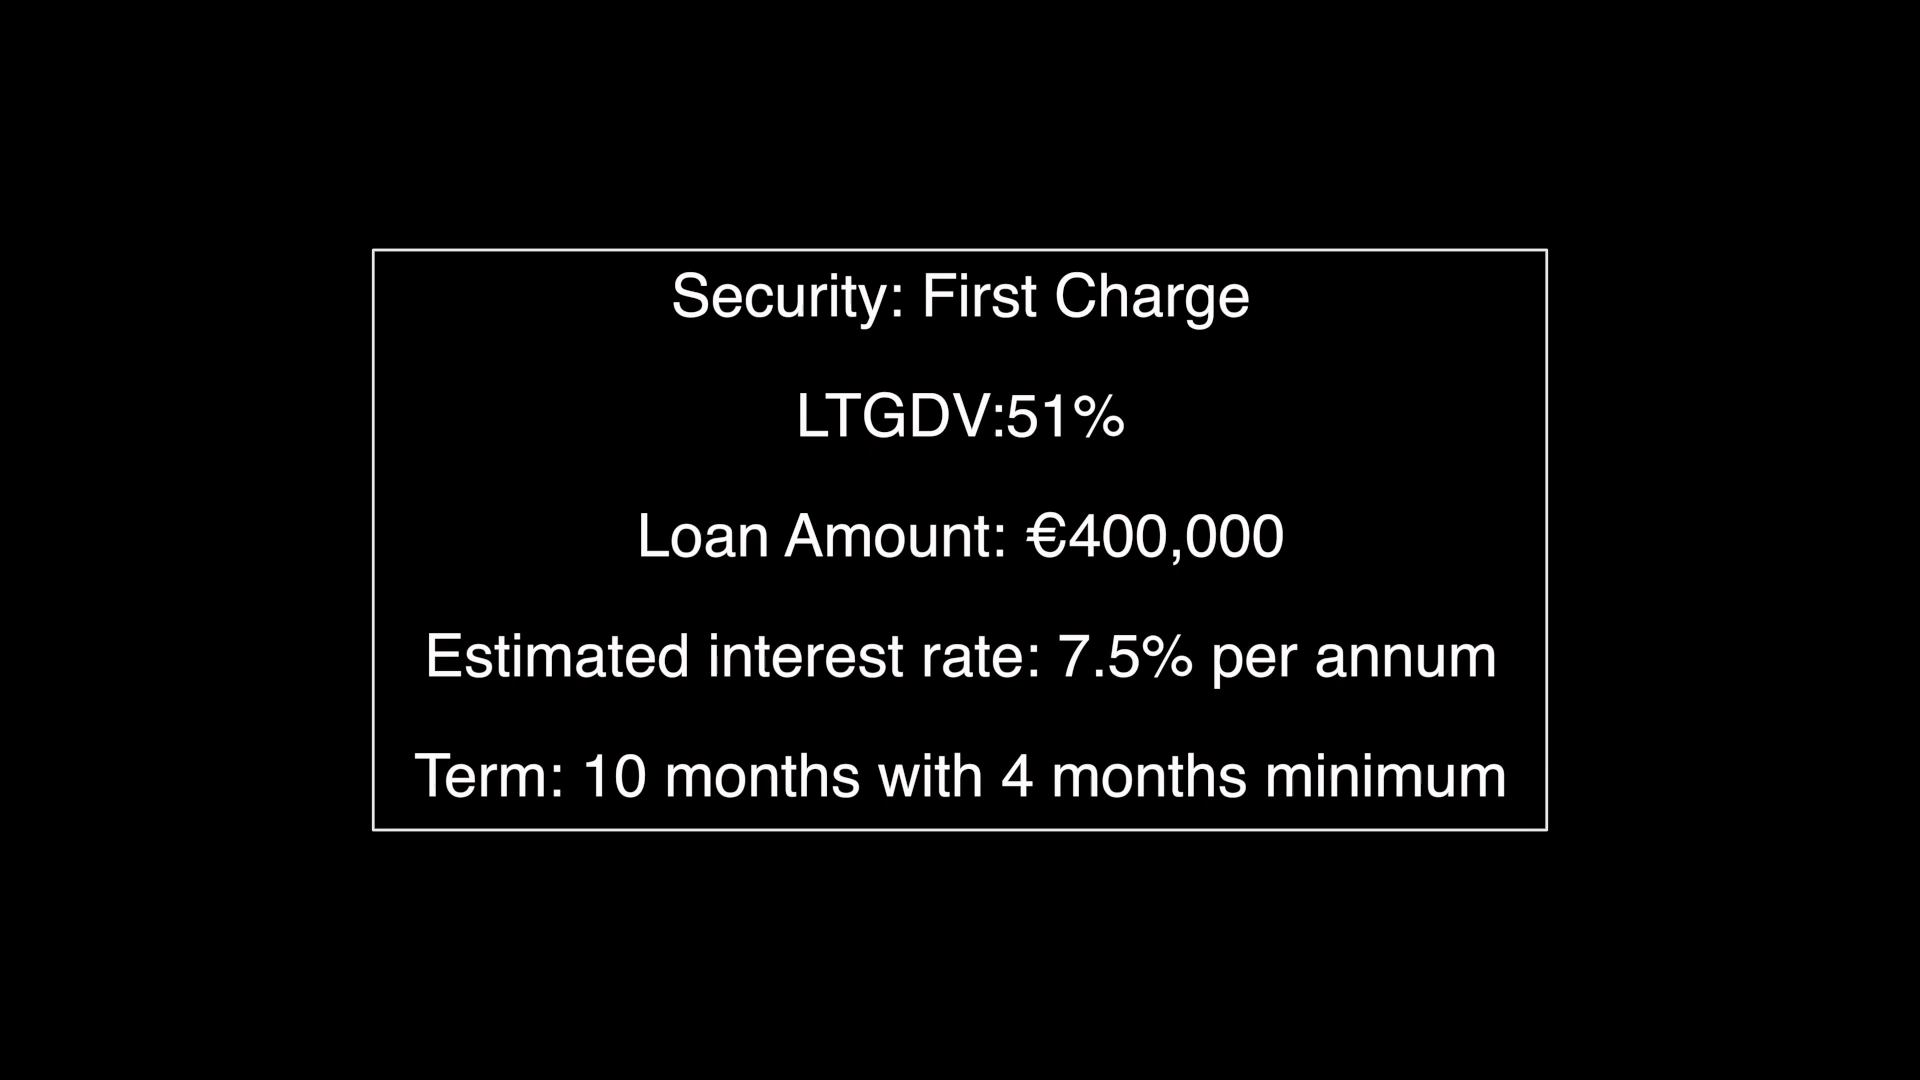 Security: First Charge
LTGDV:51%
Loan Amount: €400,000
Estimated interest rate: 7.5% per annum
Term: 10 months with 4 months minimum